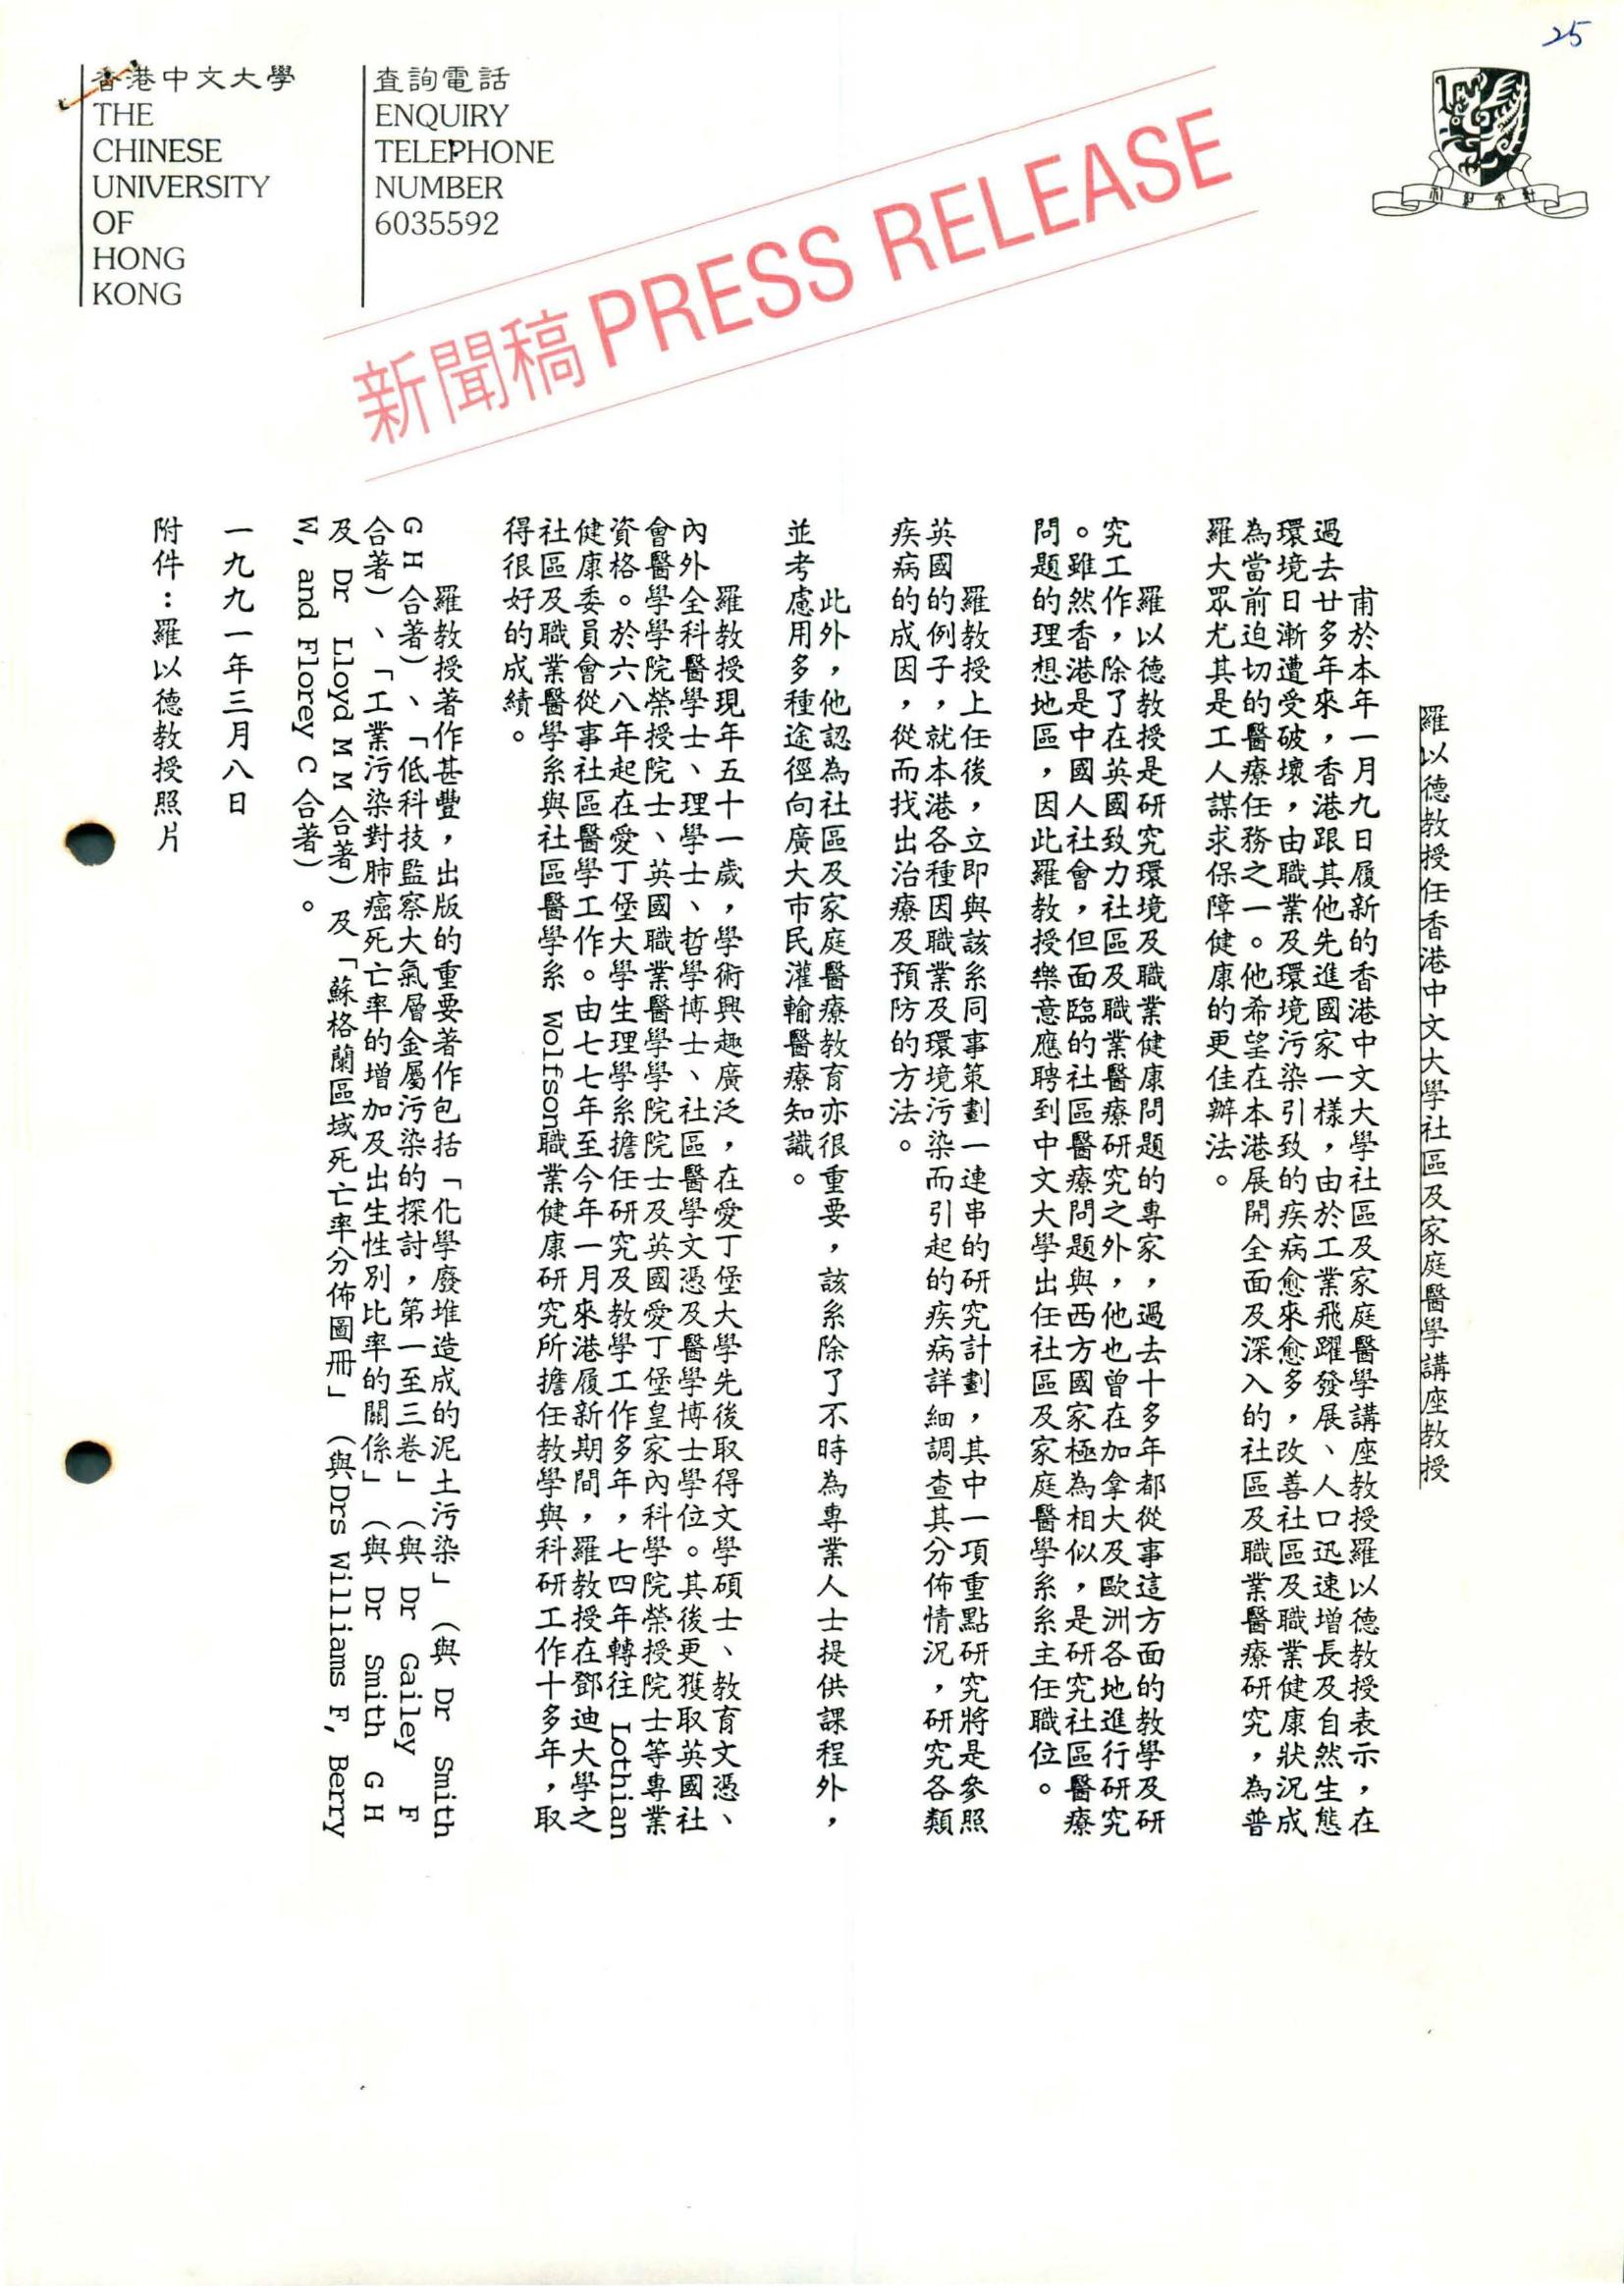 25
香港中文大學
THE
CHINESE
UNIVERSITY
OF
HONG
KONG
查詢電話
ENQUIRY
TELEPHONE
NUMBER
6035592
新聞稿 PRESS RELEASE
羅以德教授任香港中文大學社區及家庭醫學講座教授
甫於本年一月九日履新的香港中文大學社區及家庭醫學講座教授羅以德教授表示，在
過去廿多年來，香港跟其他先進國家一樣，由於工業飛躍發展、人口迅速增長及自然生態
環境日漸遭受破壞，由職業及環境污染引致的疾病愈來愈多，改善社區及職業健康狀況成
為當前迫切的醫療任務之一。他希望在本港展開全面及深入的社區及職業醫療研究，為普
羅大眾尤其是工人謀求保障健康的更佳辦法。
羅以德教授是研究環境及職業健康問題的專家，過去十多年都從事這方面的教學及研
究工作，除了在英國致力社區及職業醫療研究之外，他也曾在加拿大及歐洲各地進行研究
。雖然香港是中國人社會，但面臨的社區醫療問題與西方國家極為相似，是研究社區醫療
問題的理想地區，因此羅教授樂意應聘到中文大學出任社區及家庭醫學系系主任職位。
羅教授上任後，立即與該系同事策劃一連串的研究計劃，其中一項重點研究將是參照
英國的例子，就本港各種因職業及環境污染而引起的疾病詳細調查其分佈情況，研究各類
疾病的成因，從而找出治療及預防的方法。
此外，他認為社區及家庭醫療教育亦很重要，該系除了不時為專業人士提供課程外，
並考慮用多種途徑向廣大市民灌輸醫療知識。
羅教授現年五十一歲，學術興趣廣泛，在愛丁堡大學先後取得文學碩士、教育文憑、
內外全科醫學士、理學士、哲學博士、社區醫學文憑及醫學博士學位。其後更獲取英國社
會醫學學院榮授院士、英國職業醫學學院院士及英國愛丁堡皇家內科學院榮授院士等專業
資格。於六八年起在愛丁堡大學生理學系擔任研究及教學工作多年，七四年轉往 Lothian
健康委員會從事社區醫學工作。由七七年至今年一月來港履新期間，羅教授在鄧迪大學之
社區及職業醫學系與社區醫學系 Wolfson職業健康研究所擔任教學與科研工作十多年，取
得很好的成績。
羅教授著作甚豐，出版的重要著作包括「化學廢堆造成的泥土污染」（與 Dr Smith
G H 合著）、「低科技監察大氣層金屬污染的探討，第一至三卷」（與 Dr Gailey F
合著）、「工業污染對肺癌死亡率的增加及出生性別比率的關係」（與 Dr Smith G H
及 Dr Lloyd M M 合著）及「蘇格蘭區域死亡率分佈圖冊」（與Drs Williams F, Berry
W, and Florey C 合著）。
一九九一年三月八日
附件：羅以德教授照片